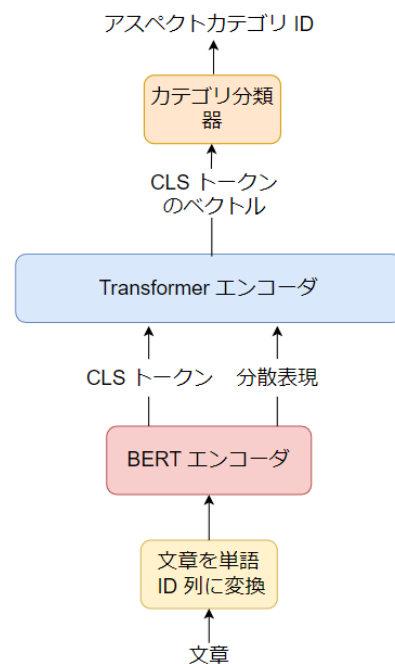 アスペクトカテゴリ ID
カテゴリ分類
器
CLS トークン
のベクトル
Transformer エンコーダ
CLS トークン 分散表現
BERT エンコーダ
文章を単語
ID 列に変換
文章